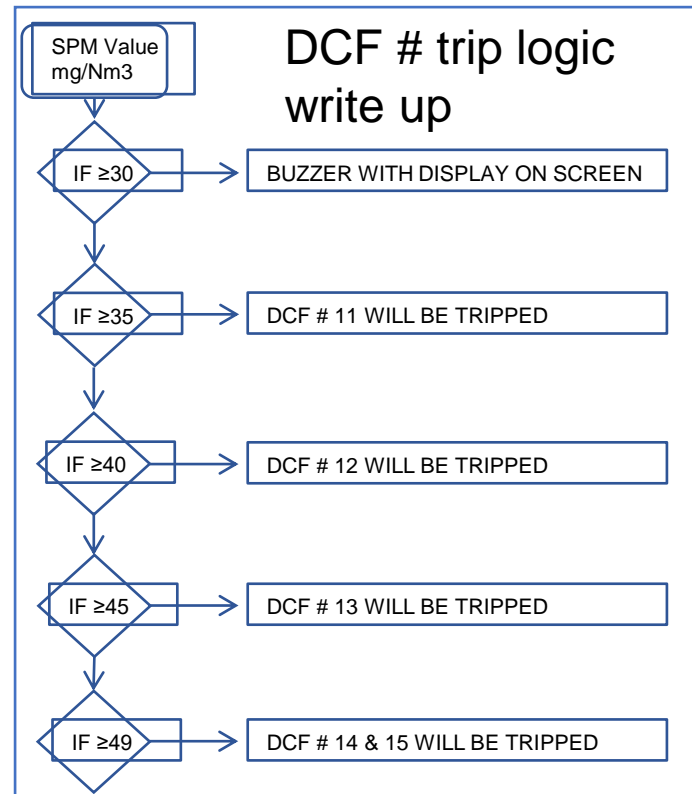 SPM Value
mg/Nm3
DCF # trip logic
write up
IF ≥30
BUZZER WITH DISPLAY ON SCREEN
IF ≥35
DCF # 11 WILL BE TRIPPED
IF ≥40
DCF # 12 WILL BE TRIPPED
IF ≥45
DCF # 13 WILL BE TRIPPED
IF ≥49
DCF # 14 & 15 WILL BE TRIPPED